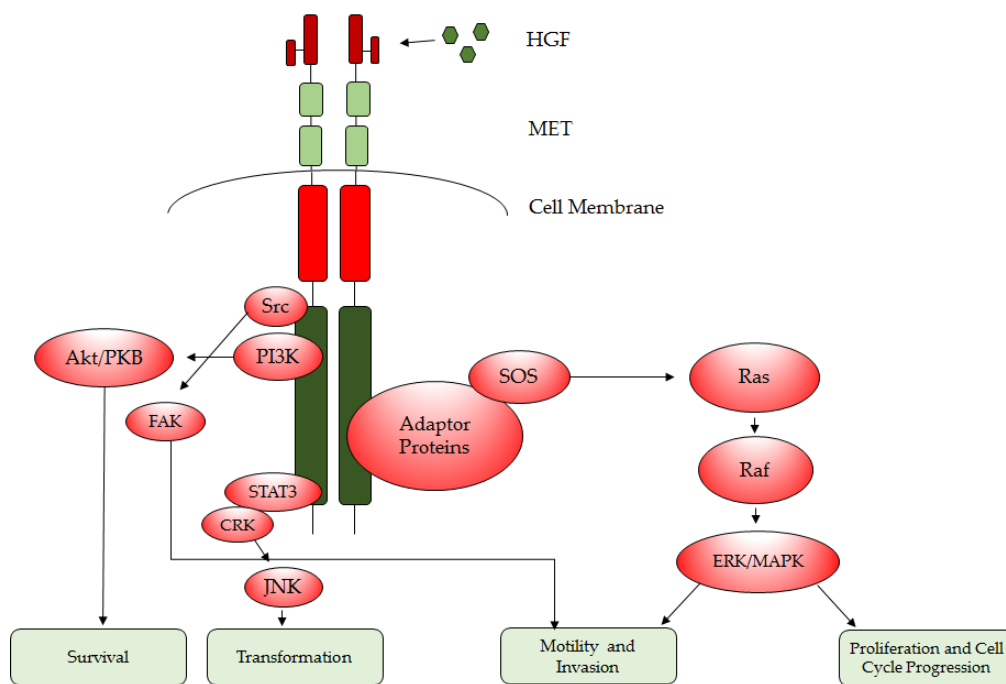 HGF
MET
Cell Membrane
Src
Akt/PKB
PI3K
SOS
Ras
FAK
Adaptor
Proteins
Raf
STAT3
CRK
ERK/MAPK
JNK
Survival
Transformation
Motility and
Invasion
Proliferation and Cell
Cycle Progression